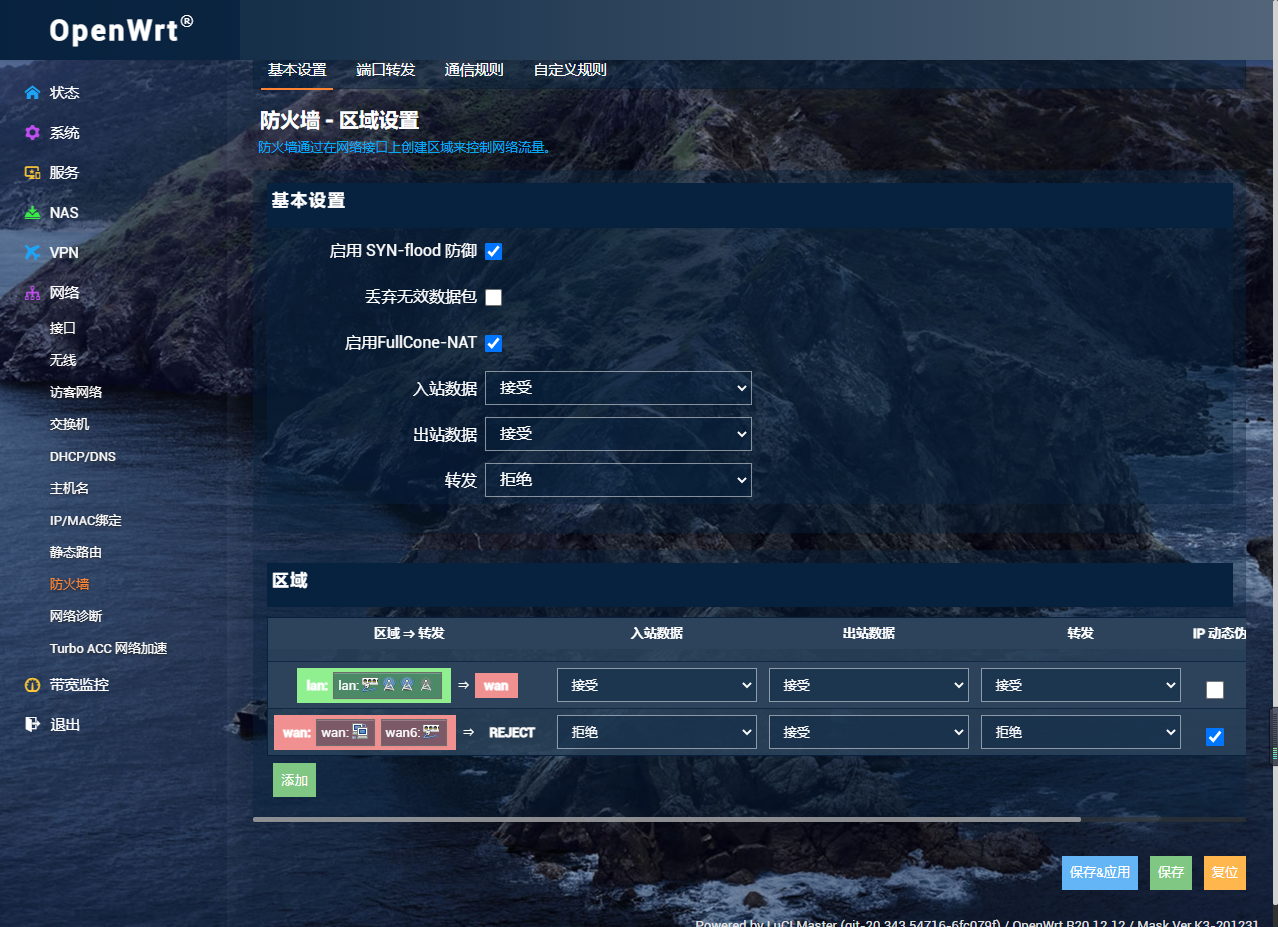 OpenWrt®
基本设置 端口转发 通信规则 自定义规则
状态
系统
服务
NAS
VPN
网络
接口
无线
访客网络
交换机
DHCP/DNS
主机名
IP/MAC绑定
静态路由
防火墙
网络诊断
Turbo ACC 网络加速
带宽监控
退出
防火墙 - 区域设置
防火墙通过在网络接口上创建区域来控制网络流量。
基本设置
启用 SYN-flood 防御
丢弃无效数据包
启用FullCone-NAT
入站数据 接受
出站数据 接受
转发 拒绝
区域
区域 ⇒ 转发 入站数据 出站数据 转发 IP 动态伪
lan: lan: ⇒ wan 接受 接受 接受
wan: wan: wan6: ⇒ REJECT 拒绝 接受 拒绝
添加
保存&应用 保存 复位
Powered by LuCI Master (git-20.343.54716-6fc079f) / OpenWrt R20.12.12 / Mask Ver K3-201231